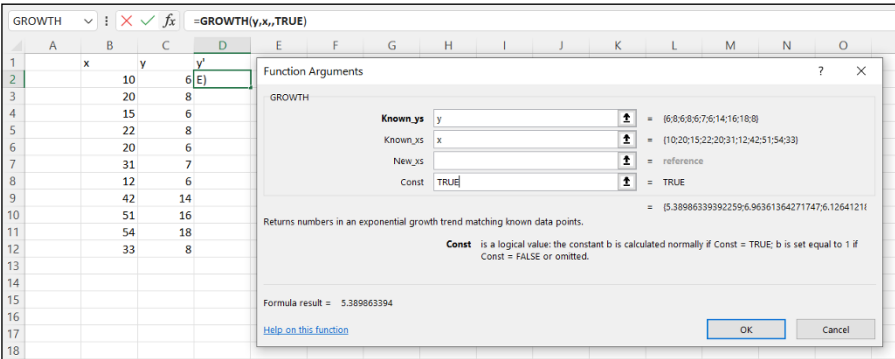 GROWTH =GROWTH(y,x,,TRUE)
A B C D E F G H I J K L M N O
1 x y y'
2 10 6 E)
3 20 8
4 15 6
5 22 8
6 20 6
7 31 7
8 12 6
9 42 14
10 51 16
11 54 18
12 33 8
13
14
15
16
17
18
Function Arguments ? ×
GROWTH
Known_ys y = {6;8;6;8;6;7;6;14;16;18;8}
Known_xs x = {10;20;15;22;20;31;12;42;51;54;33}
New_xs = reference
Const TRUE = TRUE
= {5.38986339392259;6.96361364271747;6.12641218
Returns numbers in an exponential growth trend matching known data points.
Const is a logical value: the constant b is calculated normally if Const = TRUE; b is set equal to 1 if
Const = FALSE or omitted.
Formula result = 5.389863394
Help on this function
OK Cancel